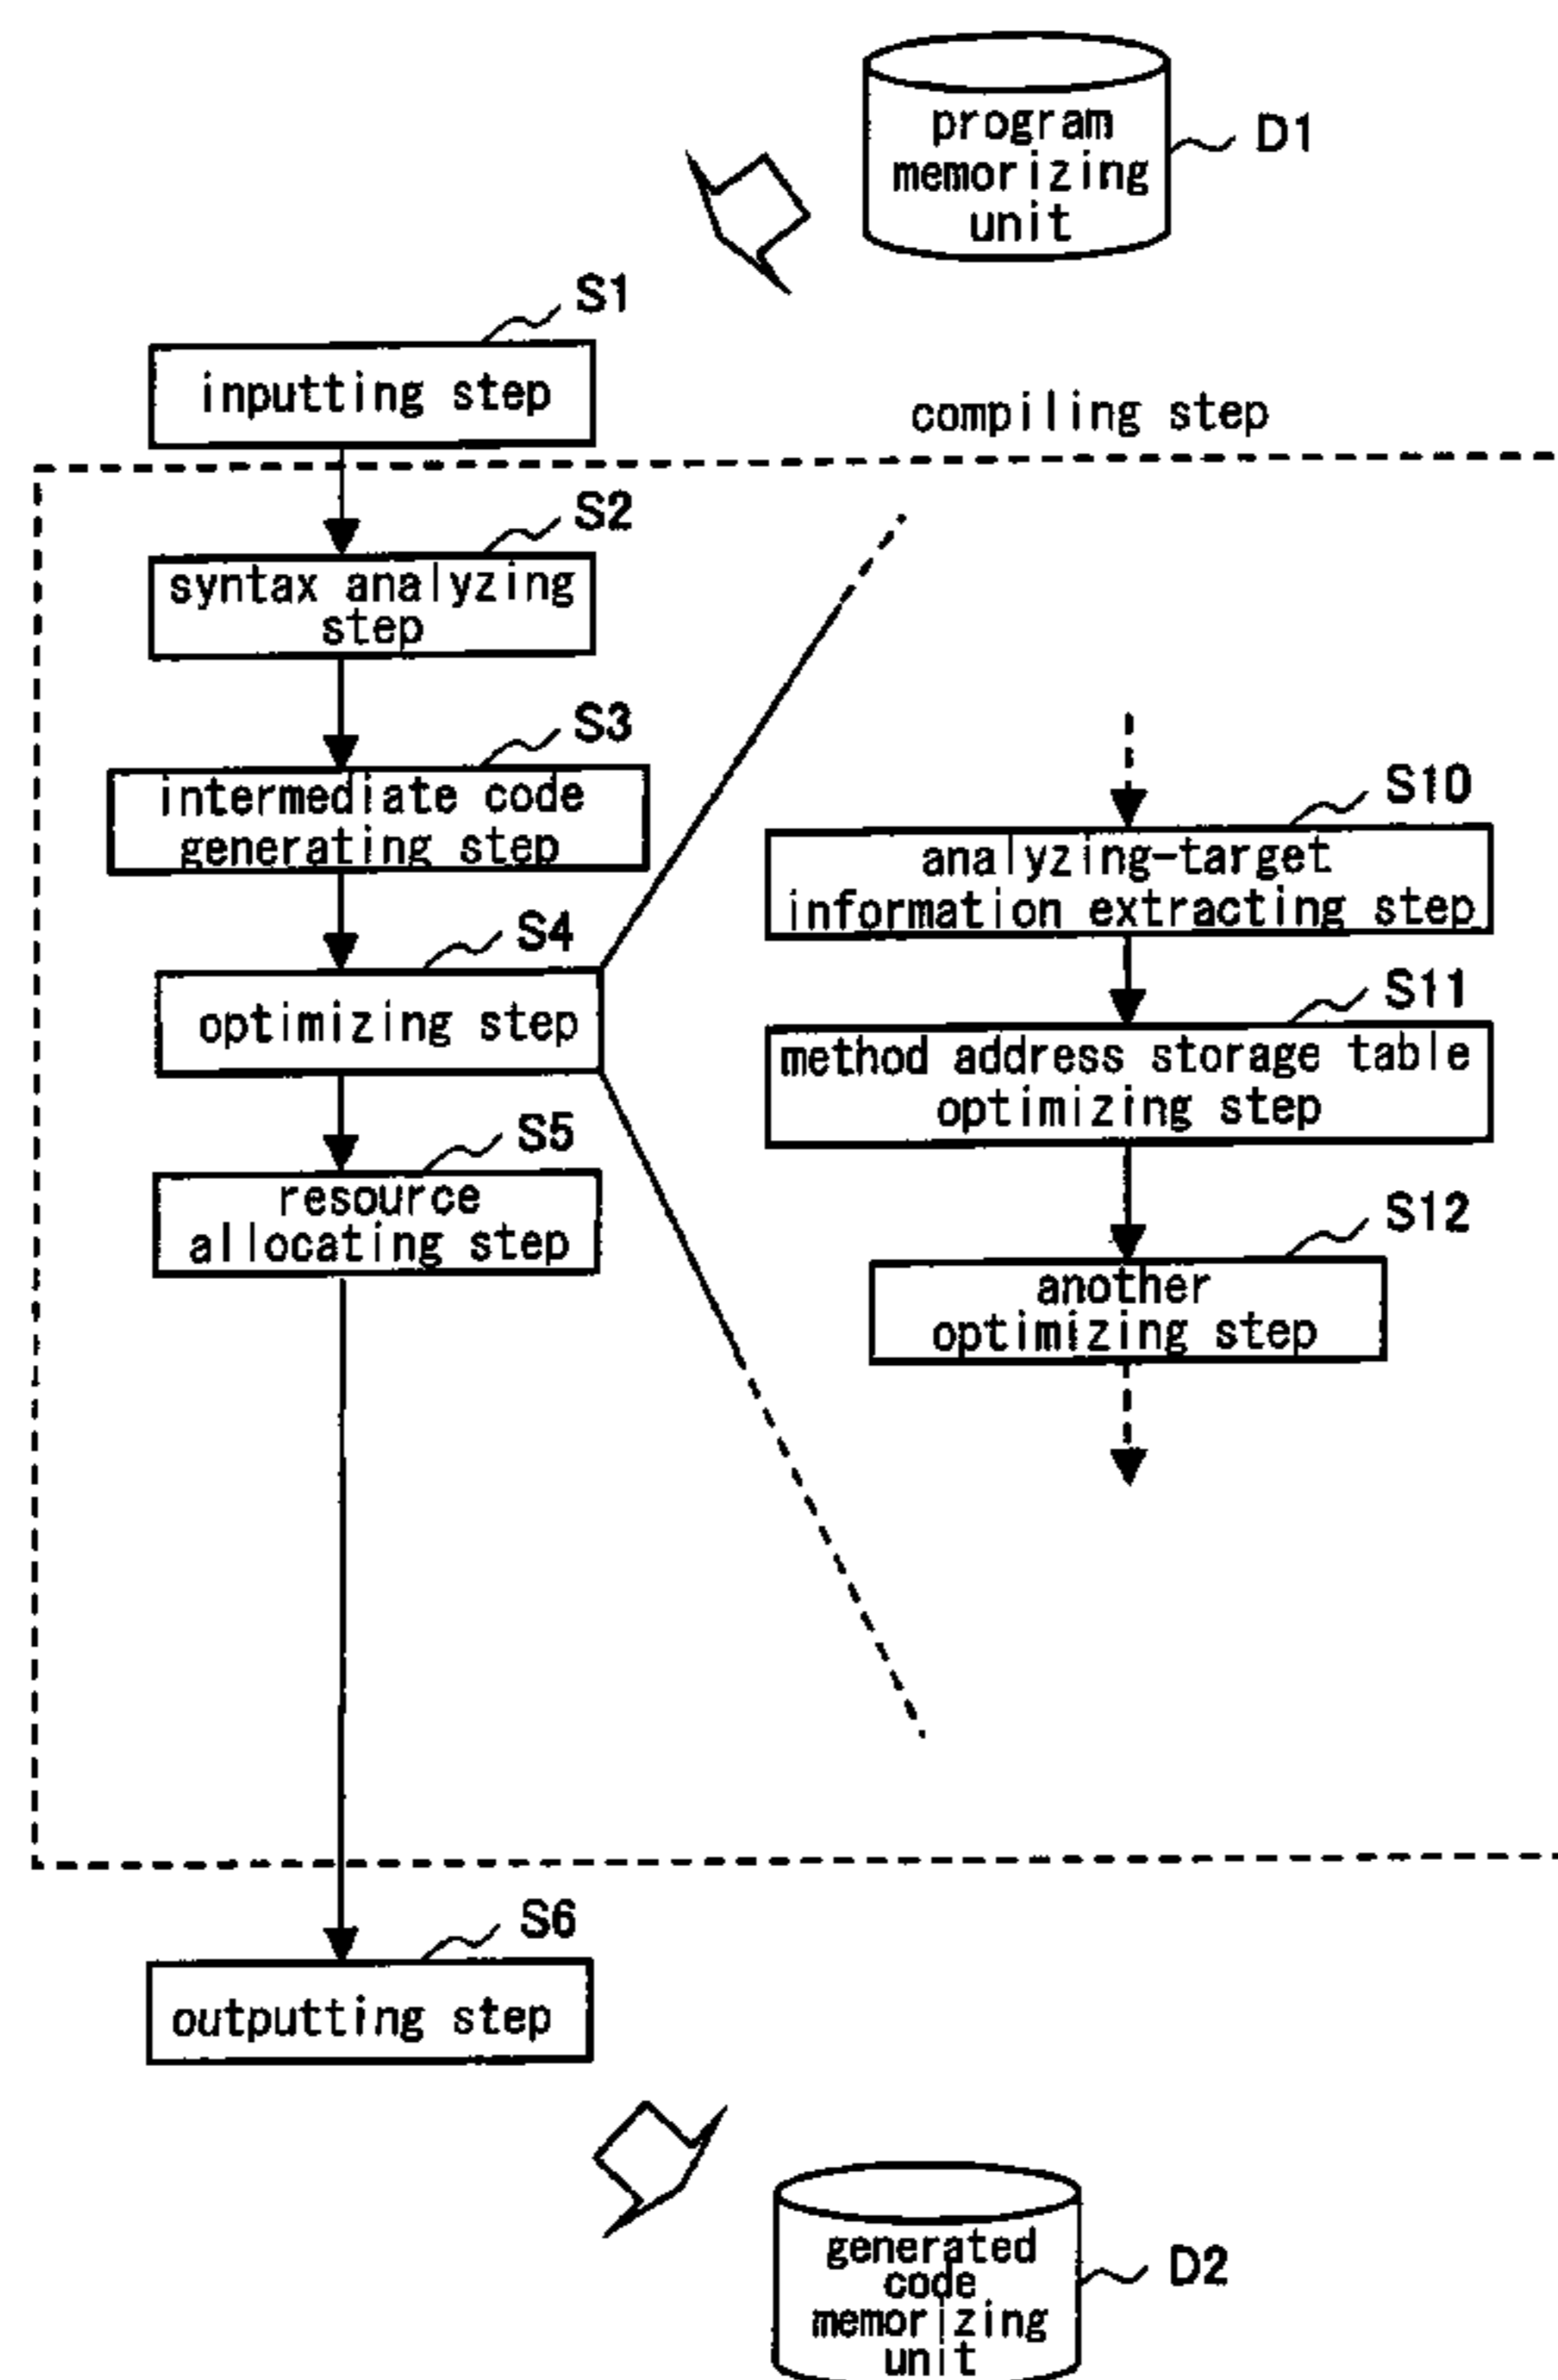 program
memorizing
unit
D1
S1
inputting step
compiling step
S2
syntax analyzing
step
S3
intermediate code
generating step
S4
optimizing step
S5
resource
allocating step
S10
analyzing-target
information extracting step
S11
method address storage table
optimizing step
S12
another
optimizing step
S6
outputting step
generated
code
memorizing
unit
D2